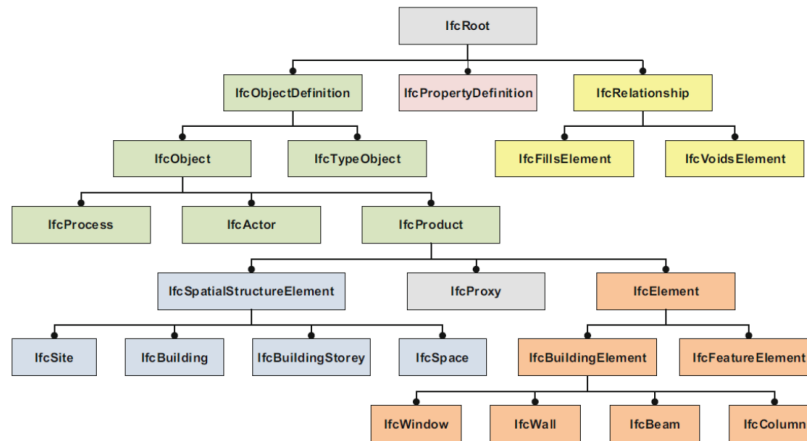 IfcRoot
IfcObjectDefinition
IfcPropertyDefinition
IfcRelationship
IfcObject
IfcTypeObject
IfcFillsElement
IfcVoidsElement
IfcProcess
IfcActor
IfcProduct
IfcSpatialStructureElement
IfcProxy
IfcElement
IfcSite
IfcBuilding
IfcBuildingStorey
IfcSpace
IfcBuildingElement
IfcFeatureElement
IfcWindow
IfcWall
IfcBeam
IfcColumn